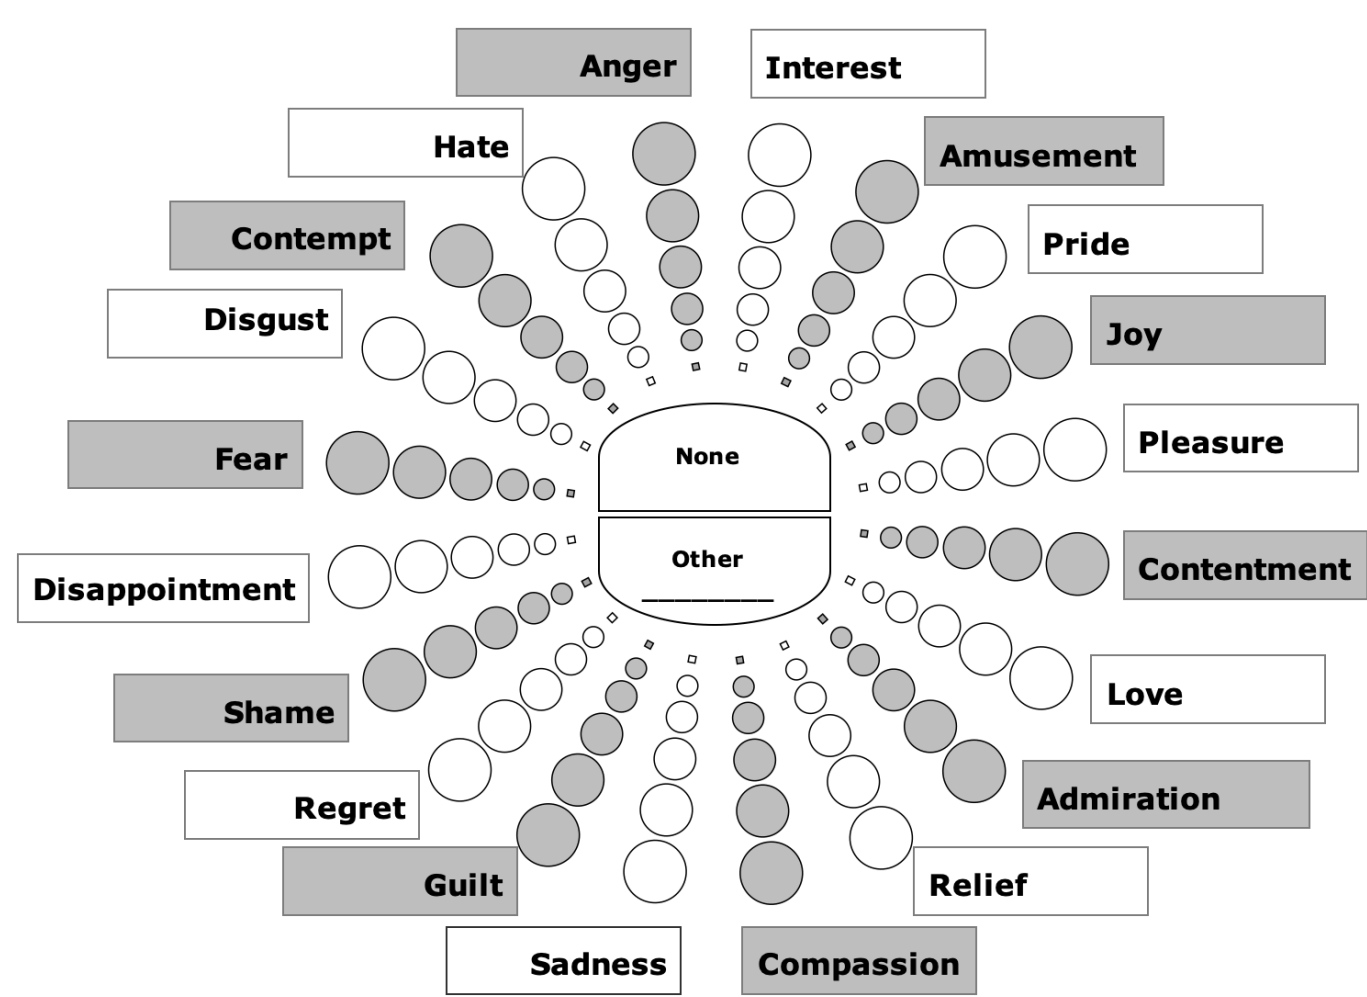 Anger
Interest
Hate
Amusement
Contempt
Pride
Disgust
Joy
Fear
Pleasure
None
Other
__________
Disappointment
Contentment
Shame
Love
Regret
Admiration
Guilt
Relief
Sadness
Compassion